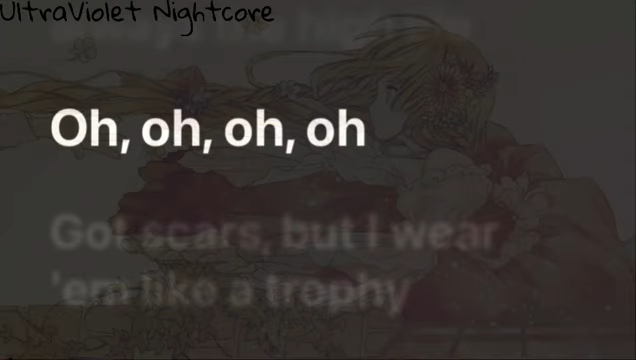 UltraViolet Nightcore
Oh, oh, oh, oh
Got scars, but I wear
'em like a trophy